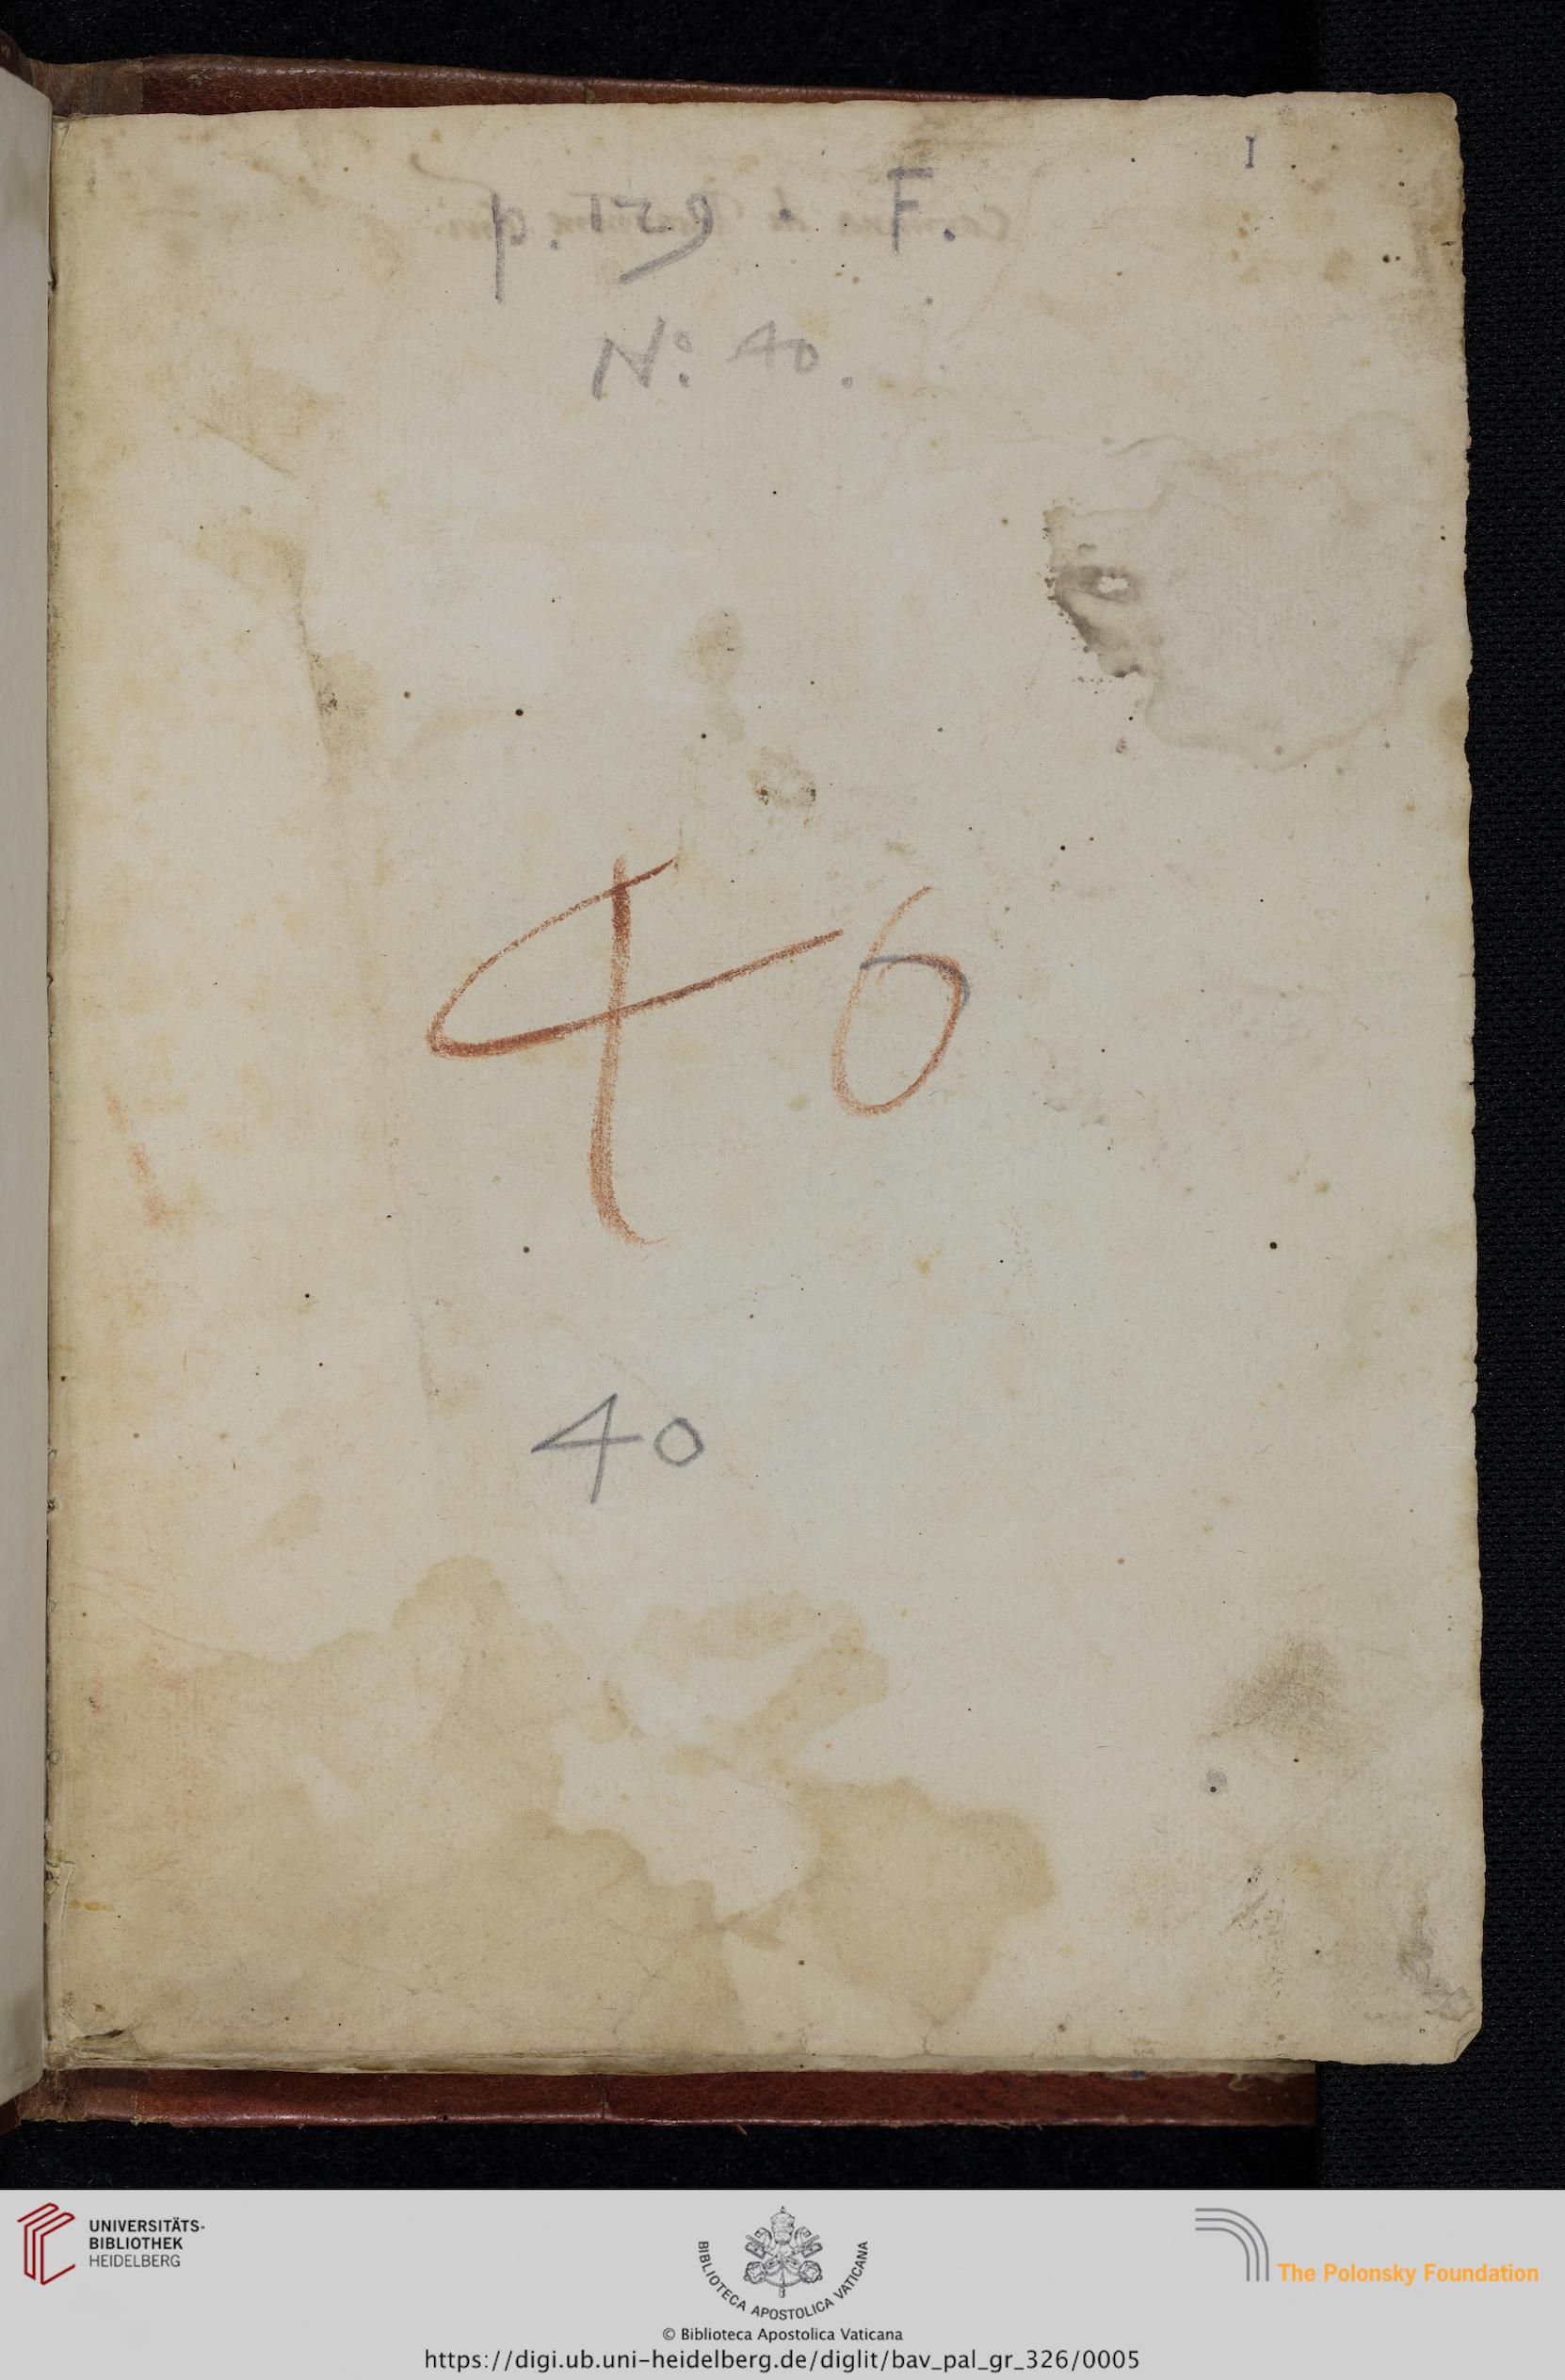 I
F.
N: 40.
40
40
UNIVERSITÄTS-
BIBLIOTHEK
HEIDELBERG
BIBLIOTECA APOSTOLICA VATICANA
The Polonsky Foundation
© Biblioteca Apostolica Vaticana
https://digi.ub.uni-heidelberg.de/diglit/bav_pal_gr_326/0005